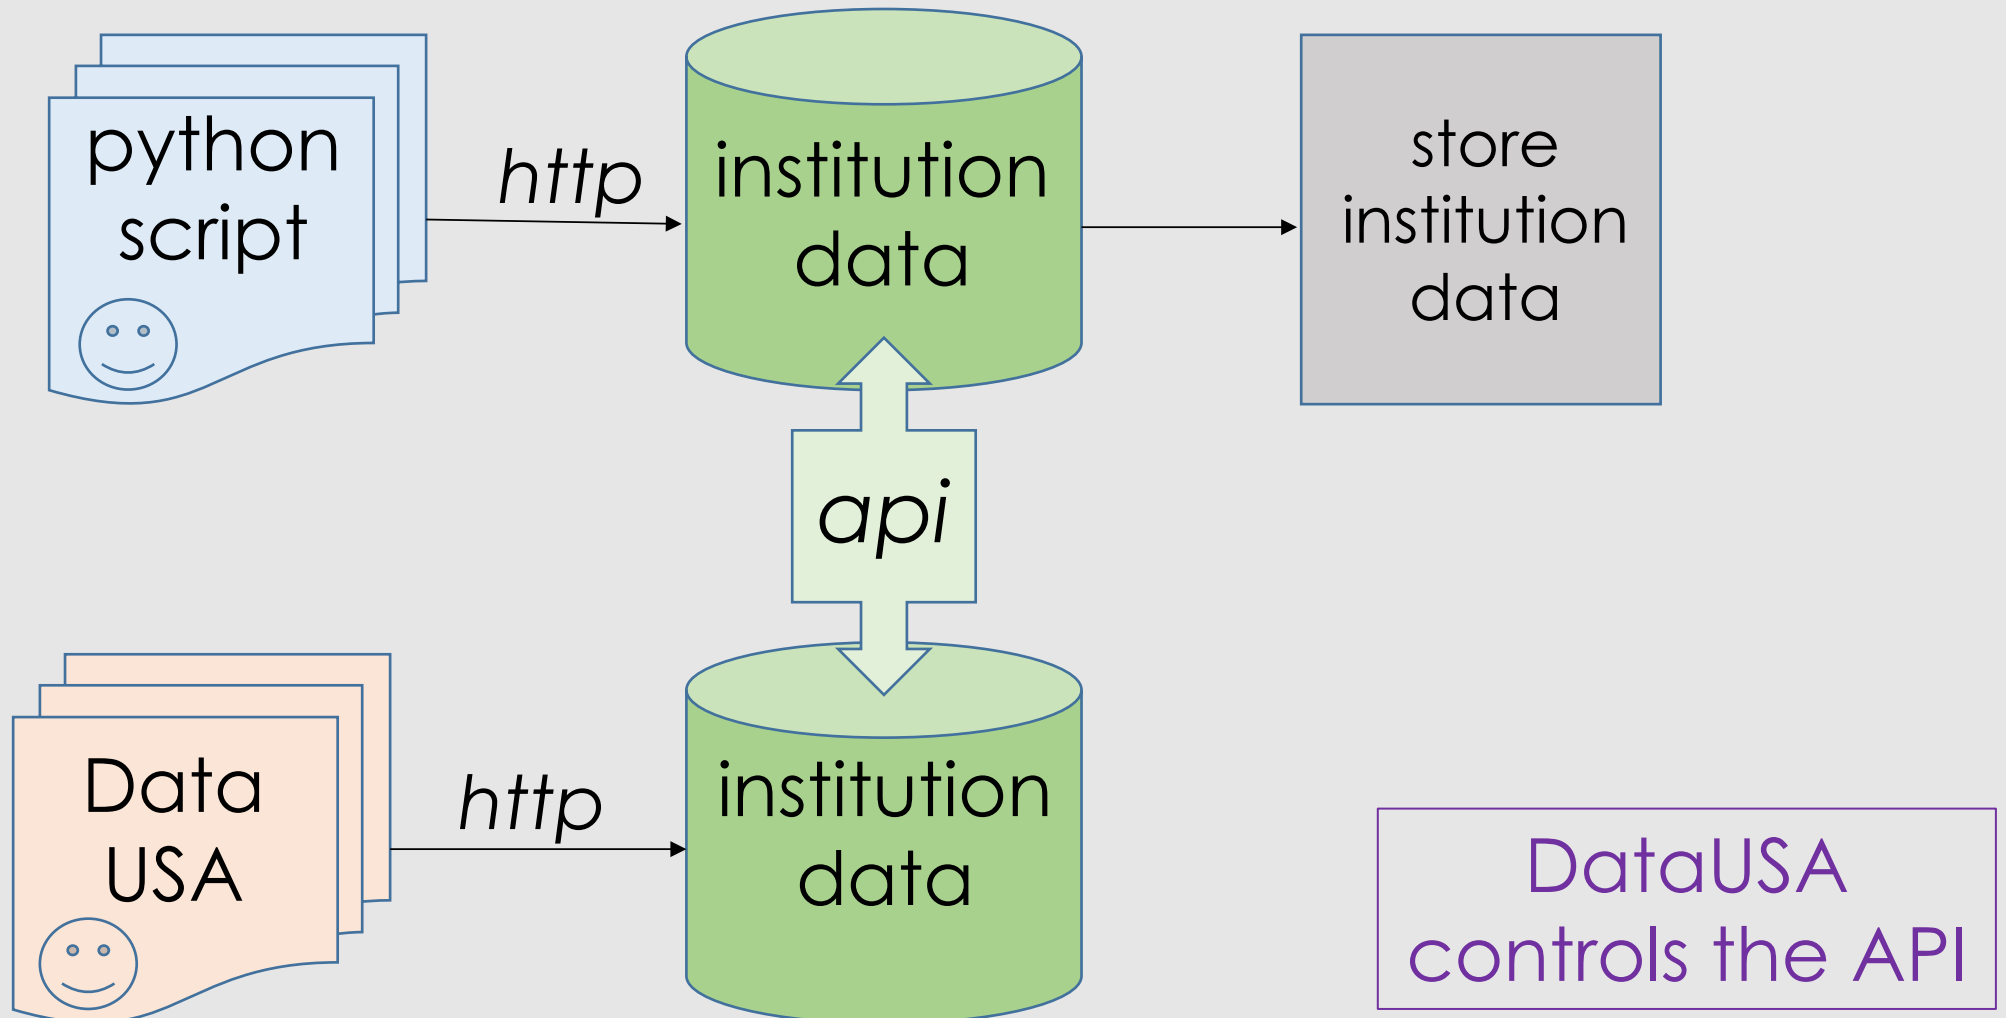 python
script
http
institution
data
store
institution
data
api
Data
USA
http
institution
data
DataUSA
controls the API